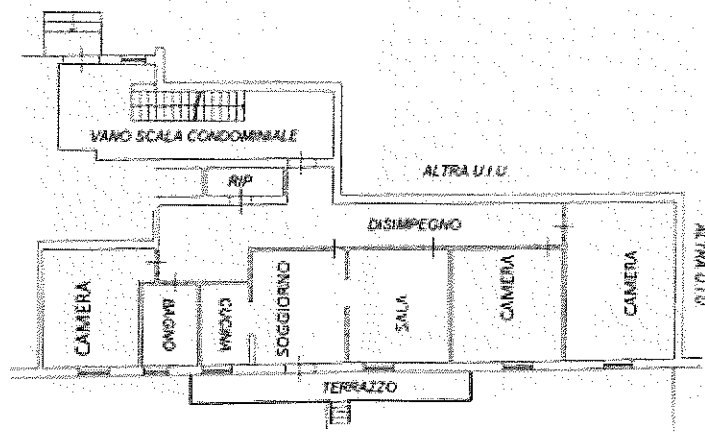 VANO SCALA CONDOMINIALE
ALTRA U.I.U
RIP
DISIMPEGNO
ALTRA U.I.U.
CAMERA
BAGNO
CUCINA
SOGGIORNO
SALA
CAMERA
CAMERA
TERRAZZO